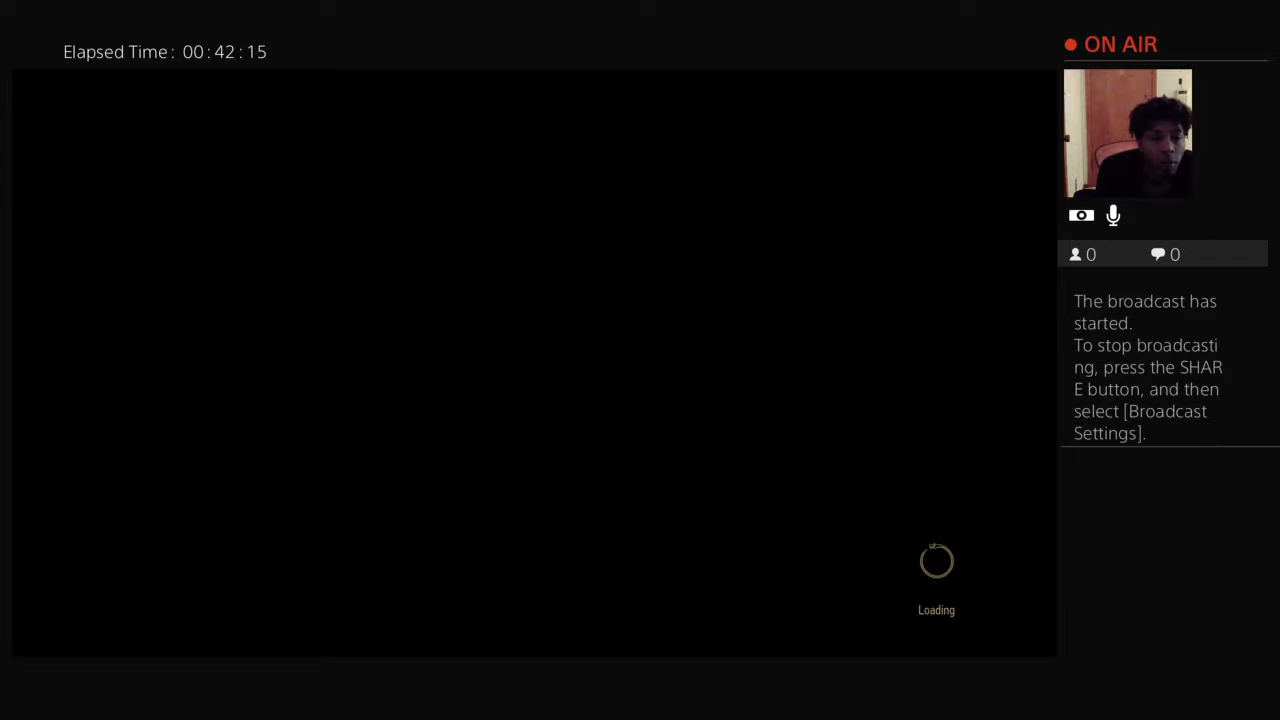 Elapsed Time: 00:42:15
ON AIR
0 0
The broadcast has
started.
To stop broadcasti
ng, press the SHAR
E button, and then
select [Broadcast
Settings].
Loading